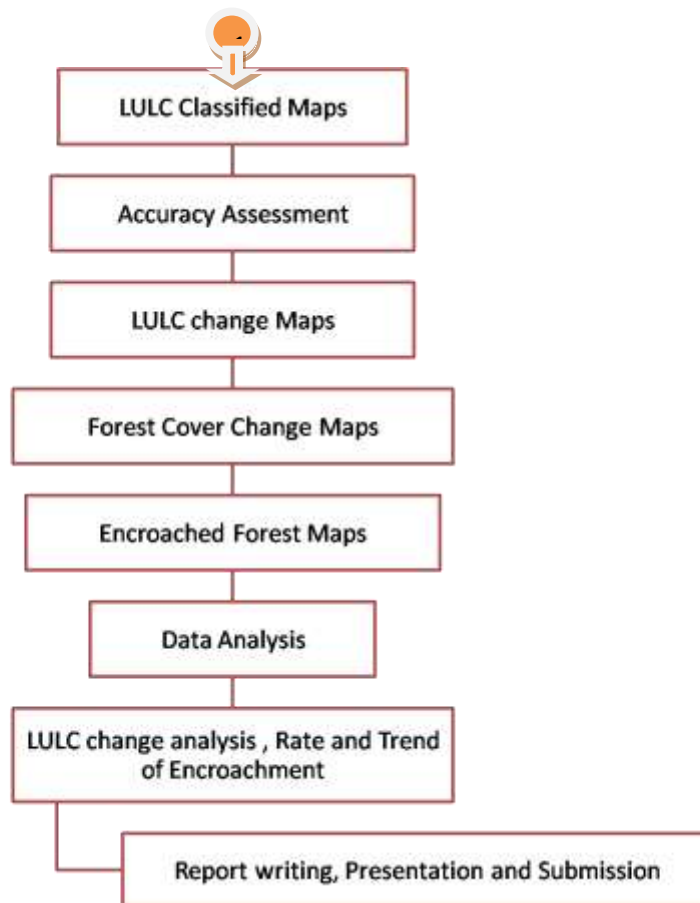 LULC Classified Maps
Accuracy Assessment
LULC change Maps
Forest Cover Change Maps
Encroached Forest Maps
Data Analysis
LULC change analysis , Rate and Trend
of Encroachment
Report writing, Presentation and Submission